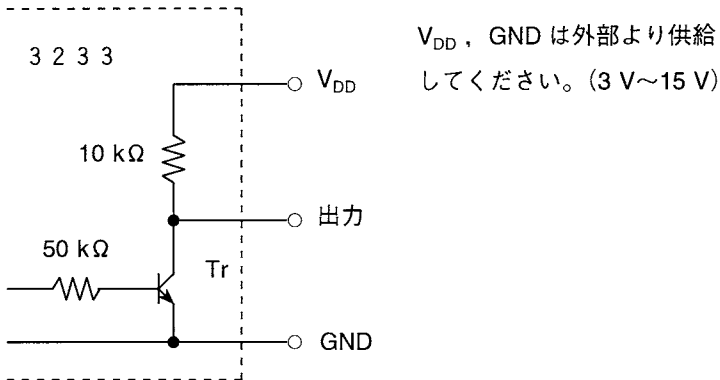 V_DD , GND は外部より供給
してください。(3 V〜15 V)
3 2 3 3
V_DD
10 kΩ
出力
50 kΩ
Tr
GND